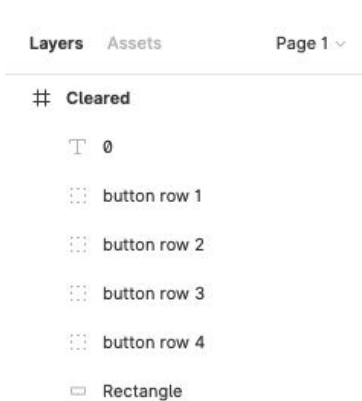 Layers Assets Page 1
Cleared
0
button row 1
button row 2
button row 3
button row 4
Rectangle